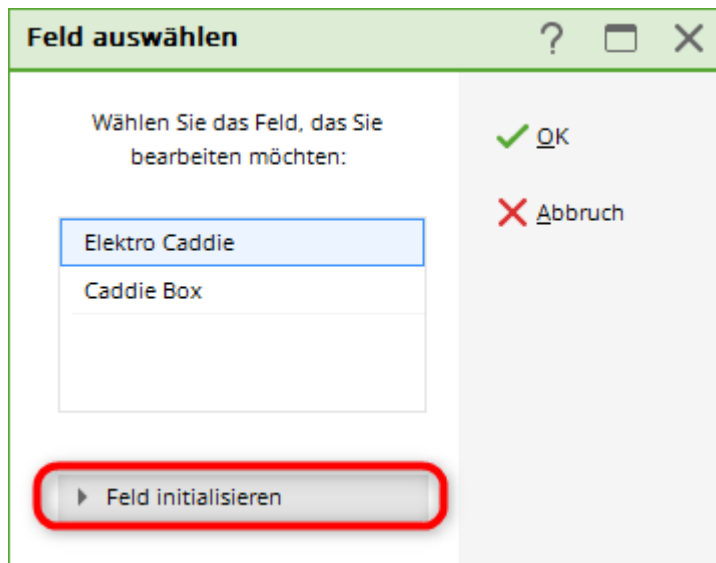 Feld auswählen
Wählen Sie das Feld, das Sie
bearbeiten möchten:
OK
Abbruch
Elektro Caddie
Caddie Box
Feld initialisieren